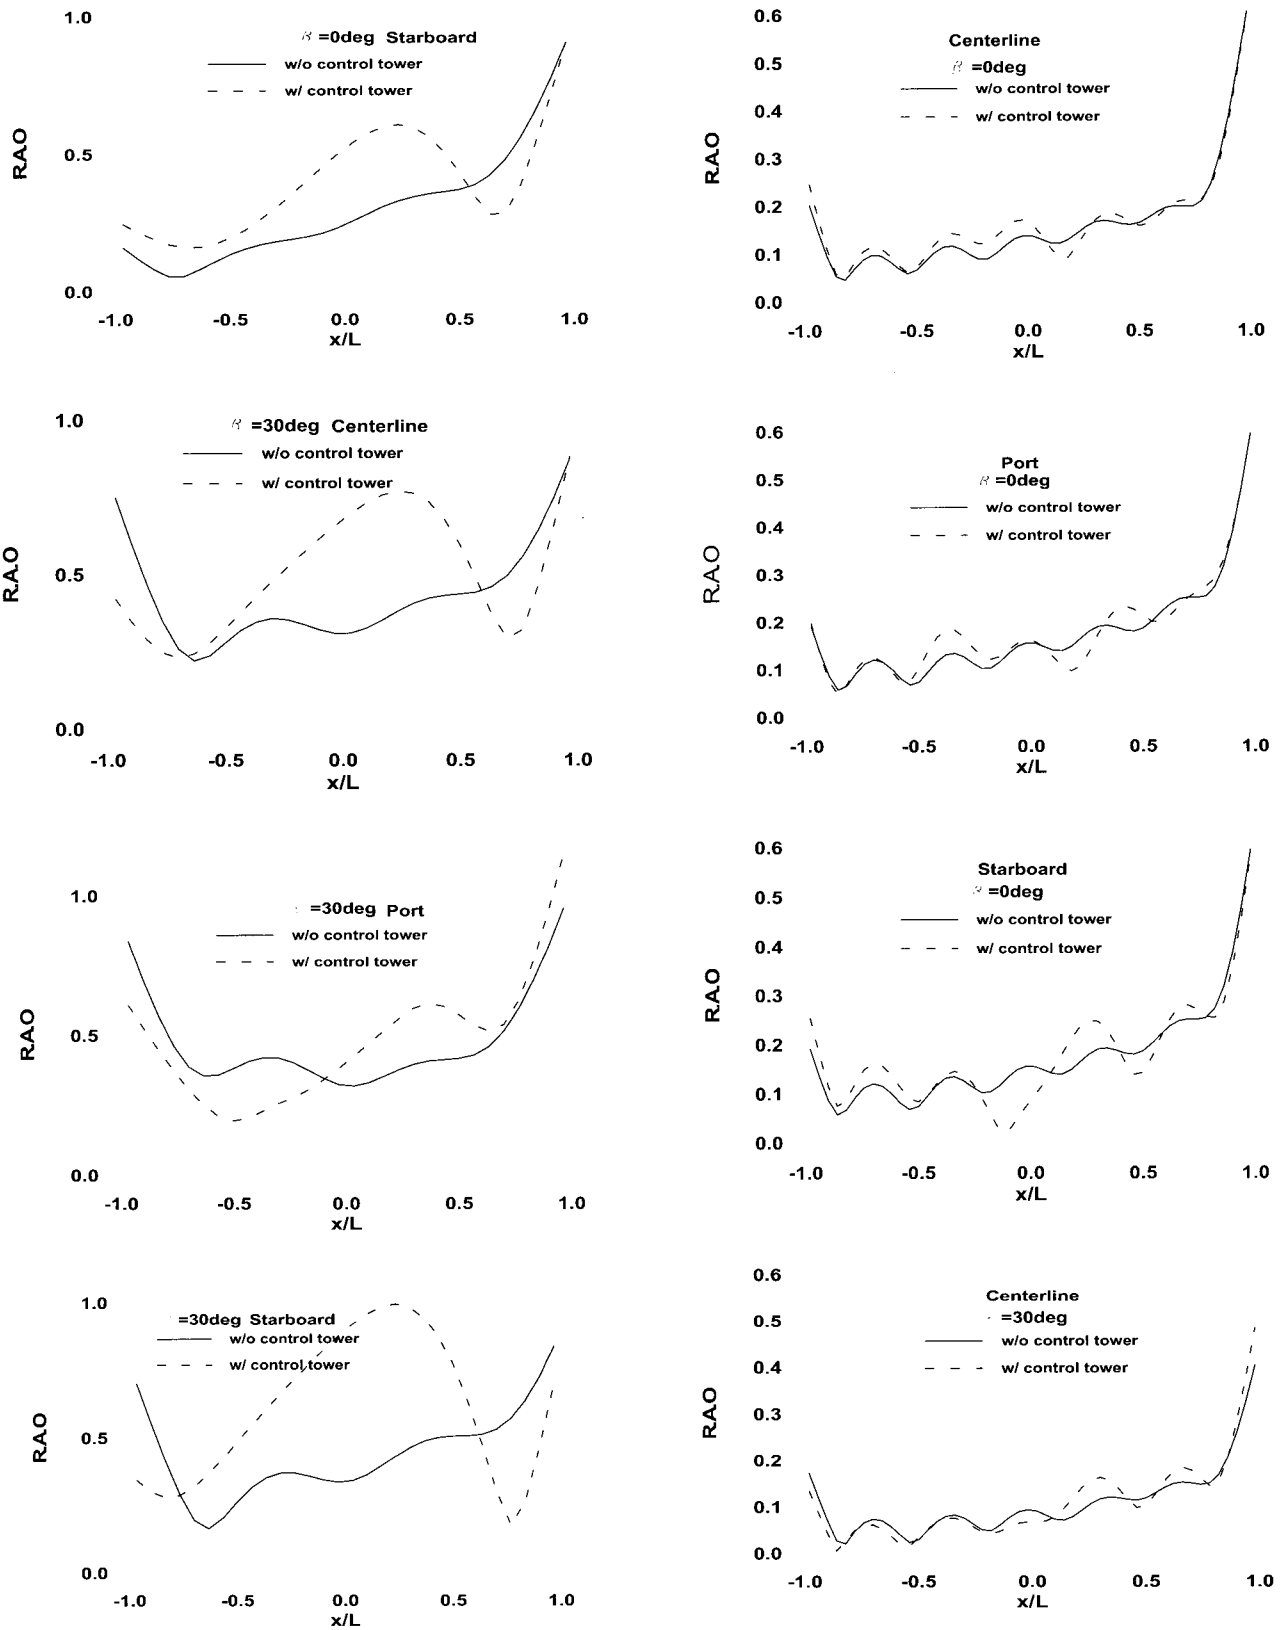 1.0
β =0deg Starboard
w/o control tower
w/ control tower
RAO
0.5
0.0
-1.0 -0.5 0.0 0.5 1.0
x/L
0.6
Centerline
β =0deg
0.5
w/o control tower
0.4
w/ control tower
RAO
0.3
0.2
0.1
0.0
-1.0 -0.5 0.0 0.5 1.0
x/L
1.0
β =30deg Centerline
w/o control tower
w/ control tower
RAO
0.5
0.0
-1.0 -0.5 0.0 0.5 1.0
x/L
0.6
Port
β =0deg
0.5
w/o control tower
0.4
w/ control tower
RAO
0.3
0.2
0.1
0.0
-1.0 -0.5 0.0 0.5 1.0
x/L
1.0
=30deg Port
w/o control tower
w/ control tower
RAO
0.5
0.0
-1.0 -0.5 0.0 0.5 1.0
x/L
0.6
Starboard
β =0deg
0.5
w/o control tower
0.4
w/ control tower
RAO
0.3
0.2
0.1
0.0
-1.0 -0.5 0.0 0.5 1.0
x/L
1.0
=30deg Starboard
w/o control tower
w/ control tower
RAO
0.5
0.0
-1.0 -0.5 0.0 0.5 1.0
x/L
0.6
Centerline
=30deg
0.5
w/o control tower
0.4
w/ control tower
RAO
0.3
0.2
0.1
0.0
-1.0 -0.5 0.0 0.5 1.0
x/L